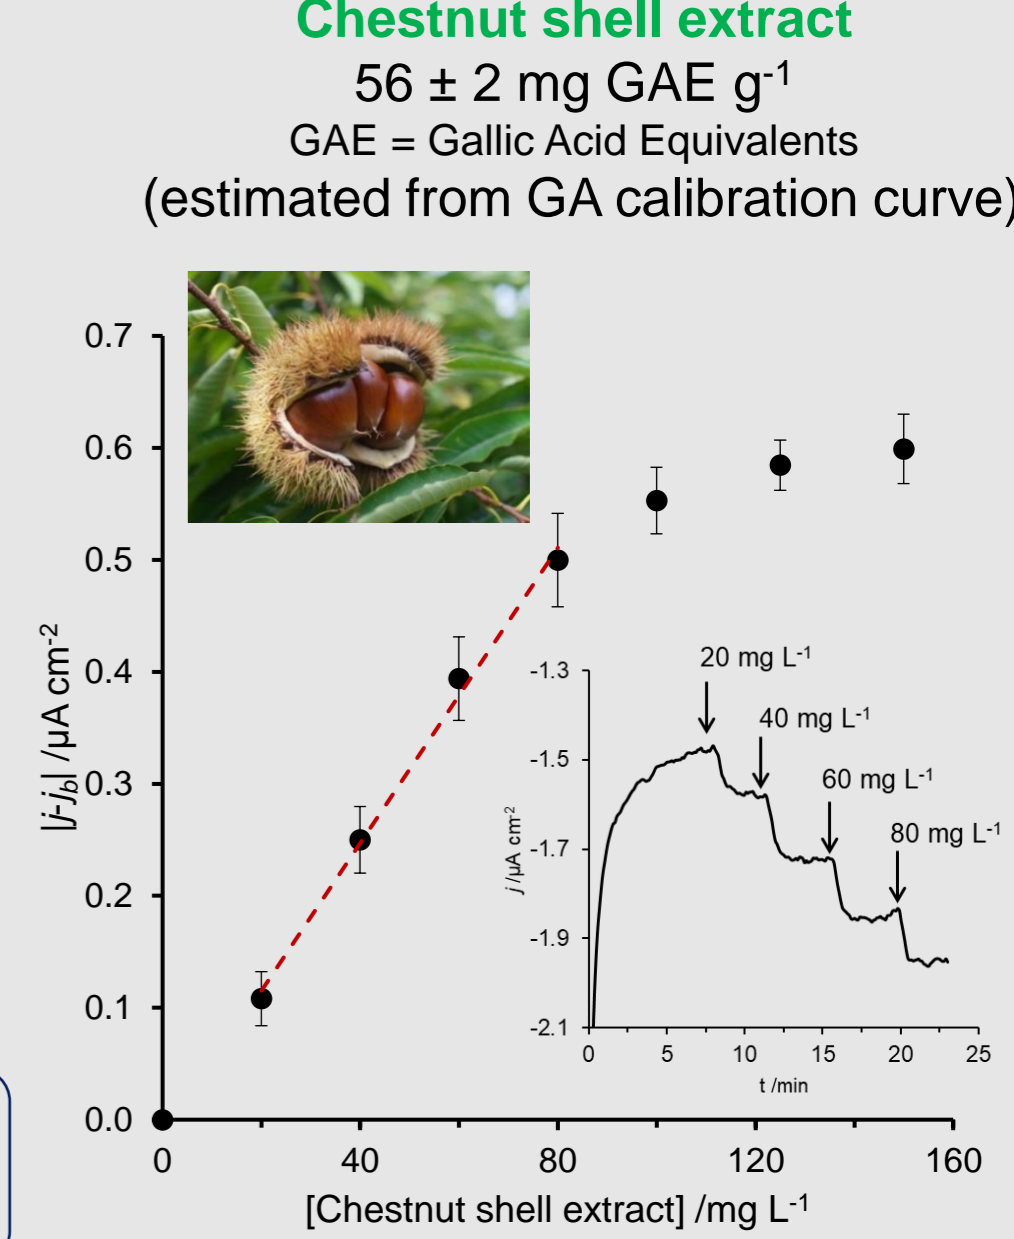 Chestnut shell extract
56 ± 2 mg GAE g⁻¹
GAE = Gallic Acid Equivalents
(estimated from GA calibration curve)
0.7
0.6
0.5
0.4
0.3
0.2
0.1
0.0
|j-j_b| /µA cm⁻²
0 40 80 120 160
[Chestnut shell extract] /mg L⁻¹
20 mg L⁻¹
40 mg L⁻¹
60 mg L⁻¹
80 mg L⁻¹
-1.3
-1.5
-1.7
-1.9
-2.1
j /µA cm⁻²
0 5 10 15 20 25
t /min